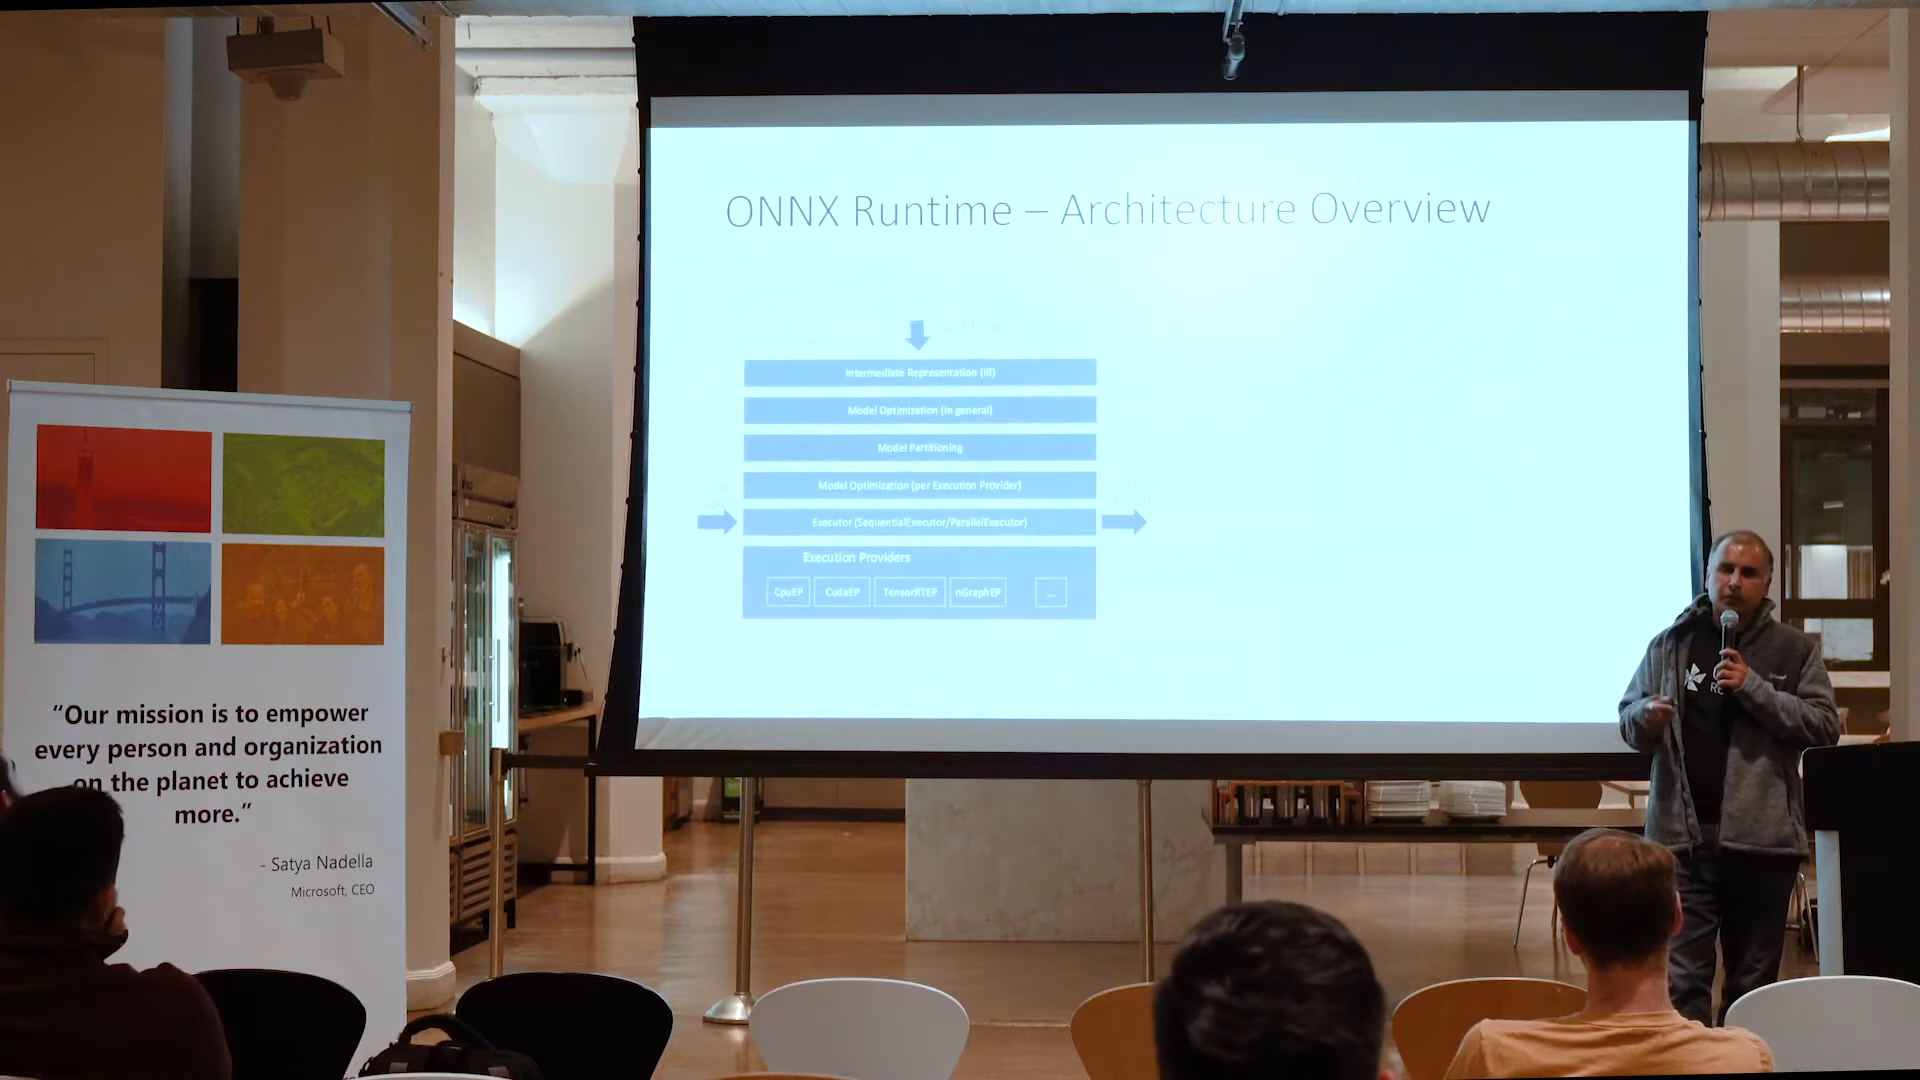 ONNX Runtime – Architecture Overview
Intermediate Representation (IR)
Model Optimization (in general)
Model Partitioning
Model Optimization (per Execution Provider)
Executor (SequentialExecutor/ParallelExecutor)
Execution Providers
CpuEP CudaEP TensorRTEP nGraphEP ...
“Our mission is to empower
every person and organization
on the planet to achieve
more.”
- Satya Nadella
Microsoft, CEO